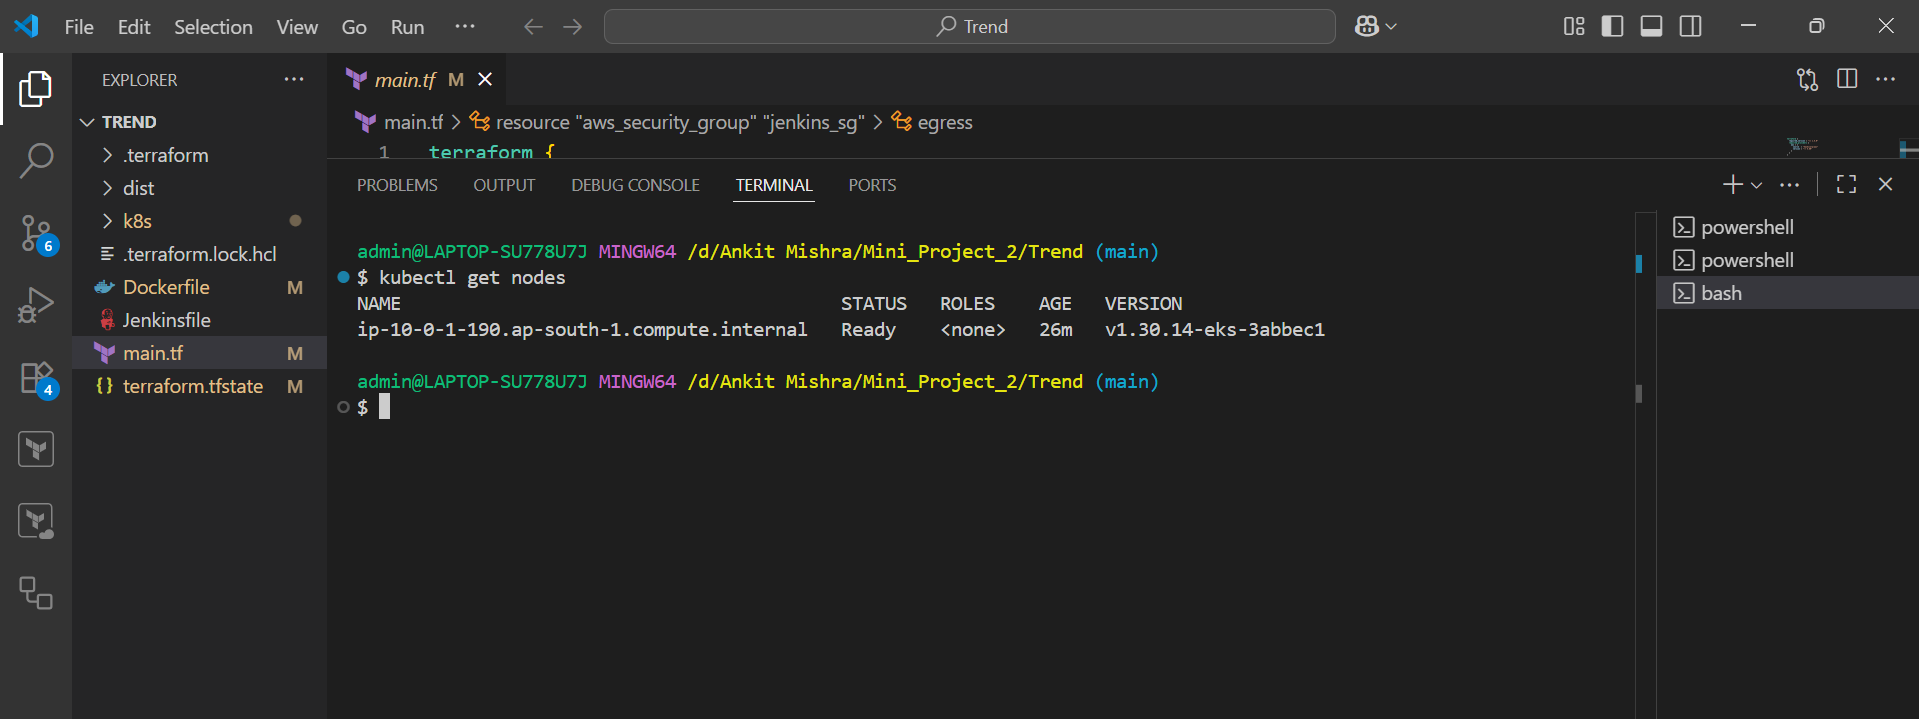 File Edit Selection View Go Run ··· Trend
EXPLORER ···
TREND
.terraform
dist
k8s
.terraform.lock.hcl
Dockerfile M
Jenkinsfile
main.tf M
terraform.tfstate M
6
4
main.tf M
main.tf > resource "aws_security_group" "jenkins_sg" > egress
1 terraform {
PROBLEMS OUTPUT DEBUG CONSOLE TERMINAL PORTS
admin@LAPTOP-SU778U7J MINGW64 /d/Ankit Mishra/Mini_Project_2/Trend (main)
$ kubectl get nodes
NAME STATUS ROLES AGE VERSION
ip-10-0-1-190.ap-south-1.compute.internal Ready <none> 26m v1.30.14-eks-3abbec1
admin@LAPTOP-SU778U7J MINGW64 /d/Ankit Mishra/Mini_Project_2/Trend (main)
$
powershell
powershell
bash